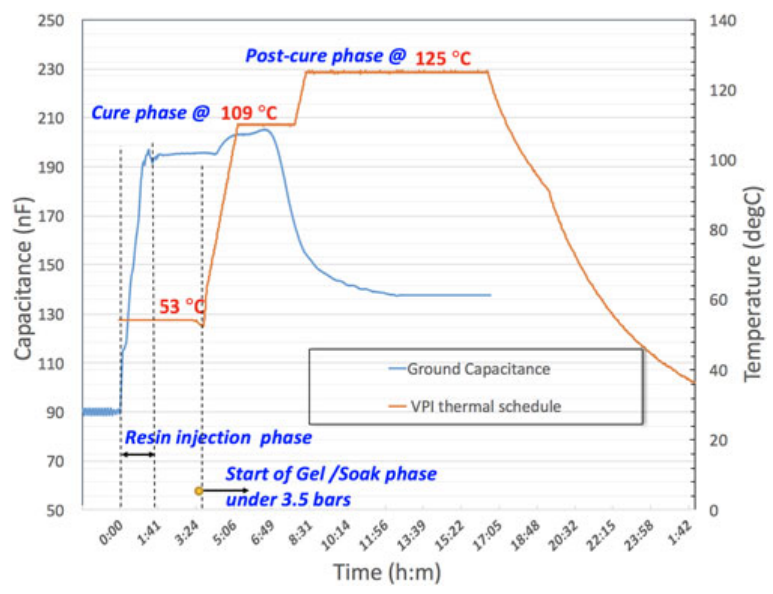 250
230
210
190
170
150
130
110
90
70
50
Capacitance (nF)
140
120
100
80
60
40
20
0
Temperature (degC)
Post-cure phase @ 125 °C
Cure phase @ 109 °C
53 °C
Ground Capacitance
VPI thermal schedule
Resin injection phase
Start of Gel /Soak phase
under 3.5 bars
0:00 1:41 3:24 5:06 6:49 8:31 10:14 11:56 13:39 15:22 17:05 18:48 20:32 22:15 23:58 1:42
Time (h:m)